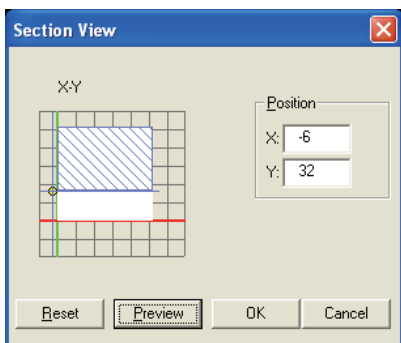 Section View
X-Y
Position
X: -6
Y: 32
Reset Preview OK Cancel